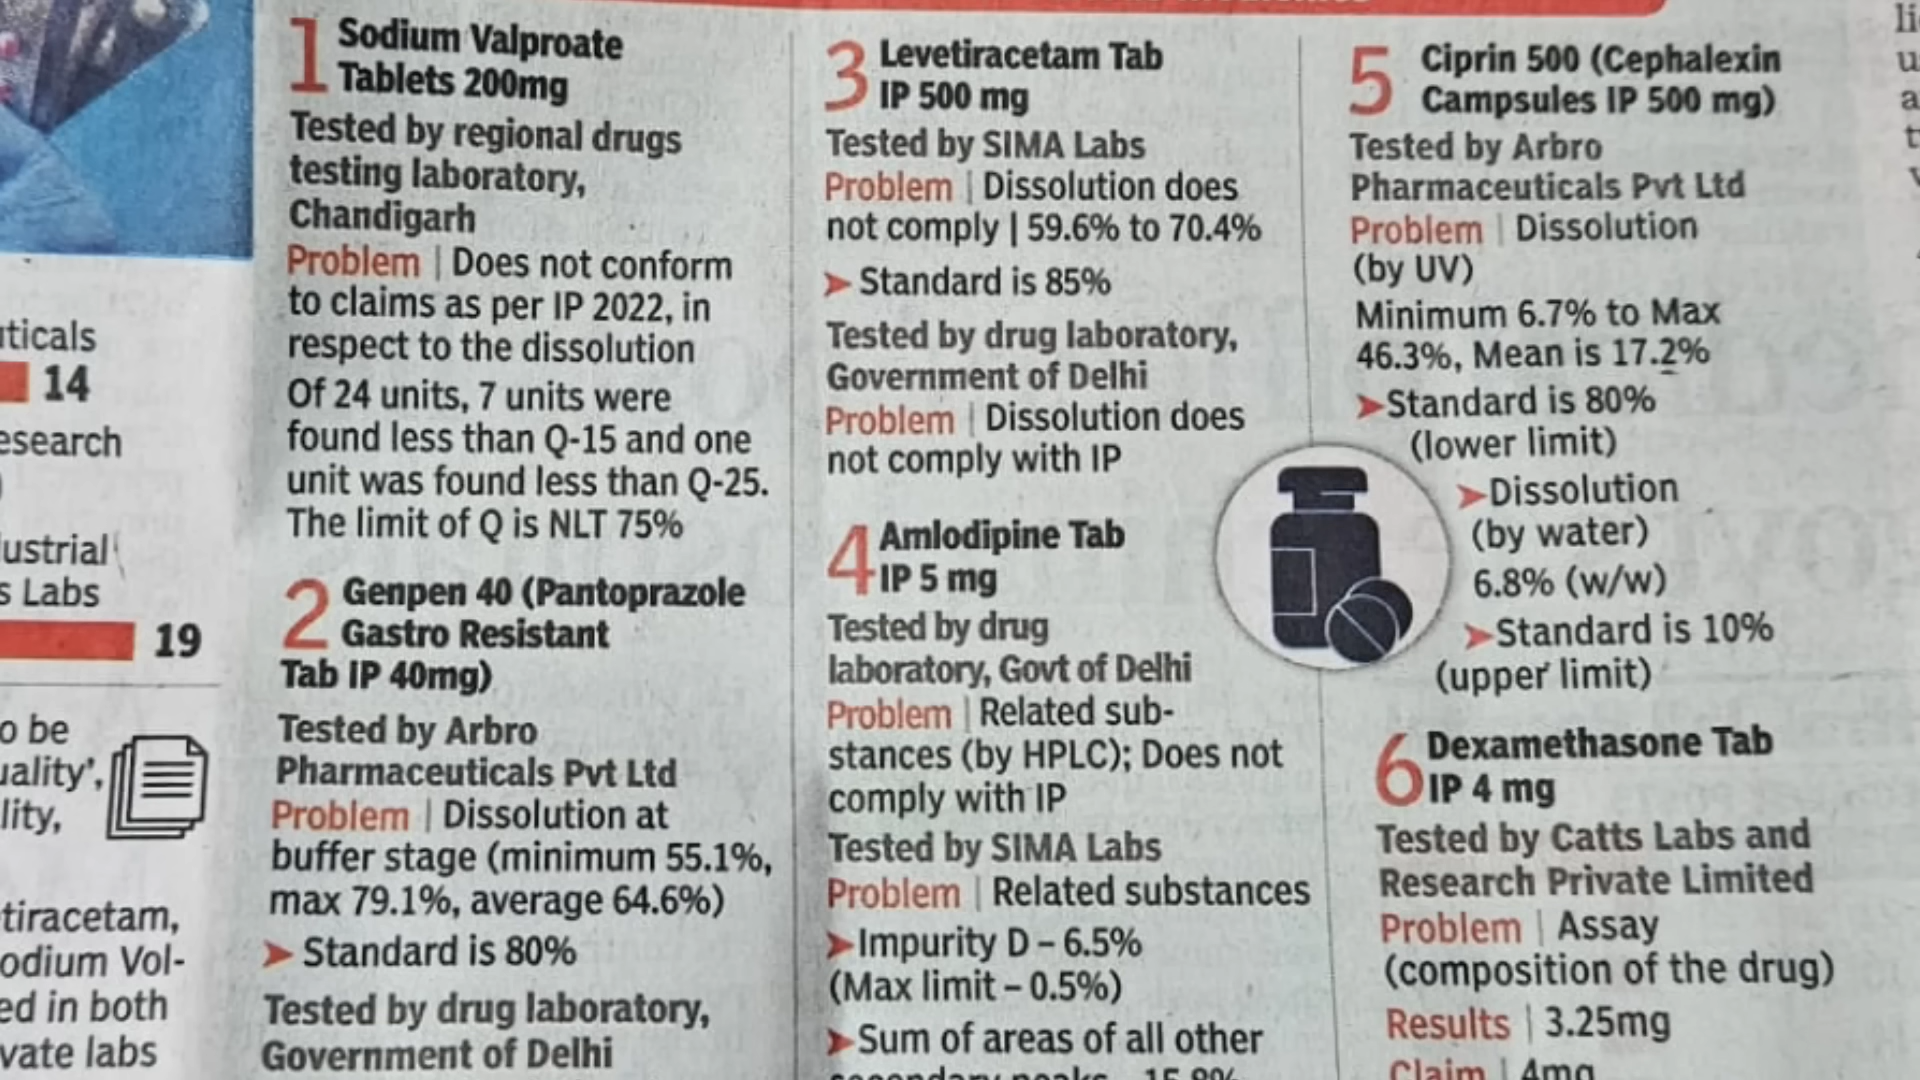 1 Sodium Valproate
Tablets 200mg
Tested by regional drugs
testing laboratory,
Chandigarh
Problem | Does not conform
to claims as per IP 2022, in
respect to the dissolution
Of 24 units, 7 units were
found less than Q-15 and one
unit was found less than Q-25.
The limit of Q is NLT 75%
2 Genpen 40 (Pantoprazole
Gastro Resistant
Tab IP 40mg)
Tested by Arbro
Pharmaceuticals Pvt Ltd
Problem | Dissolution at
buffer stage (minimum 55.1%,
max 79.1%, average 64.6%)
➤ Standard is 80%
Tested by drug laboratory,
Government of Delhi
3 Levetiracetam Tab
IP 500 mg
Tested by SIMA Labs
Problem | Dissolution does
not comply | 59.6% to 70.4%
➤ Standard is 85%
Tested by drug laboratory,
Government of Delhi
Problem | Dissolution does
not comply with IP
4 Amlodipine Tab
IP 5 mg
Tested by drug
laboratory, Govt of Delhi
Problem | Related sub-
stances (by HPLC); Does not
comply with IP
Tested by SIMA Labs
Problem | Related substances
➤Impurity D – 6.5%
(Max limit – 0.5%)
➤Sum of areas of all other
5 Ciprin 500 (Cephalexin
Campsules IP 500 mg)
Tested by Arbro
Pharmaceuticals Pvt Ltd
Problem | Dissolution
(by UV)
Minimum 6.7% to Max
46.3%, Mean is 17.2%
➤Standard is 80%
(lower limit)
➤Dissolution
(by water)
6.8% (w/w)
➤Standard is 10%
(upper limit)
6 Dexamethasone Tab
IP 4 mg
Tested by Catts Labs and
Research Private Limited
Problem | Assay
(composition of the drug)
Results | 3.25mg
Claim | 4mg
14
s Labs
19
o be
ed in both
vate labs